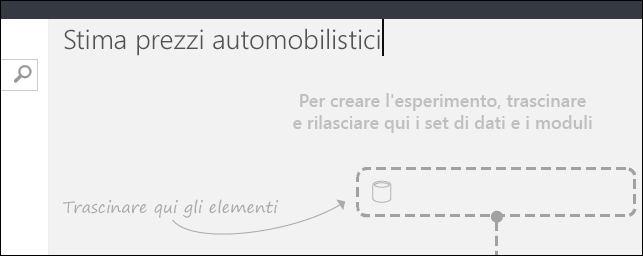 Stima prezzi automobilistici
Per creare l'esperimento, trascinare
e rilasciare qui i set di dati e i moduli
Trascinare qui gli elementi